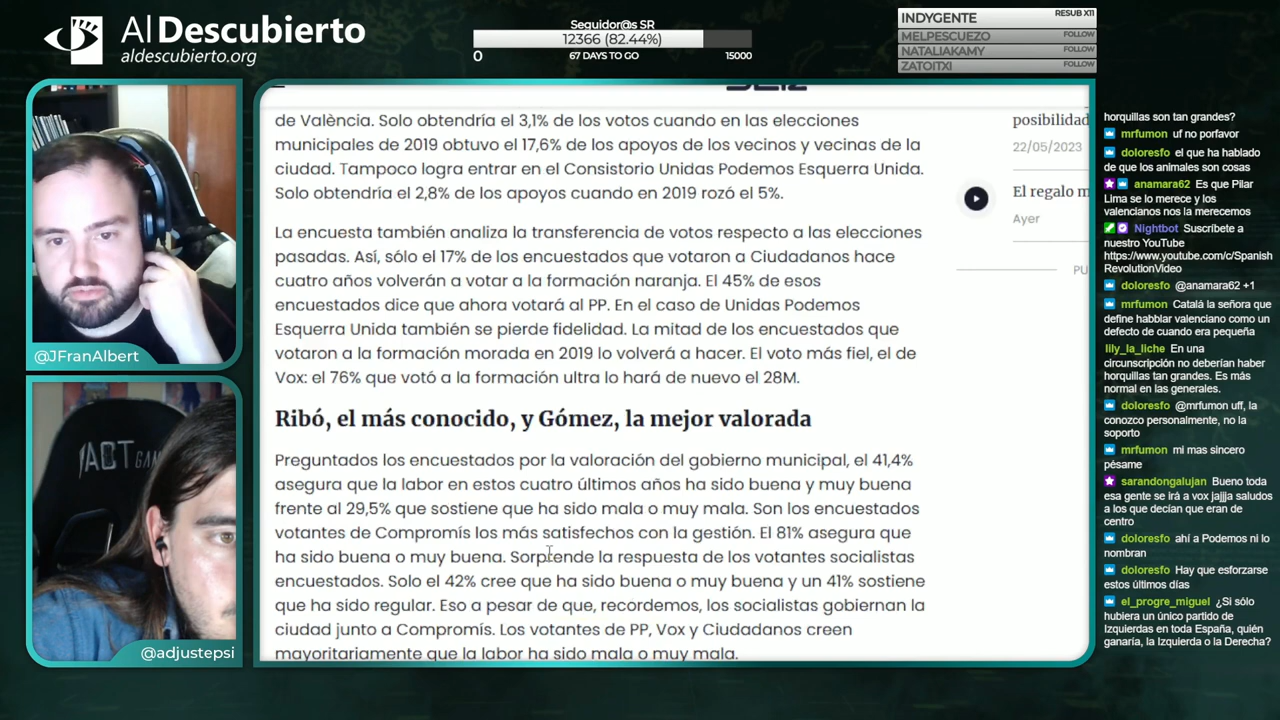 Al Descubierto
aldescubierto.org
Seguidor@s SR
12366 (82.44%)
0
67 DAYS TO GO
15000
INDYGENTE
RESUB X11
MELPESCUEZO
FOLLOW
NATALIAKAMY
FOLLOW
ZATOITXI
FOLLOW
@JFranAlbert
@adjustepsi
de València. Solo obtendría el 3,1% de los votos cuando en las elecciones
municipales de 2019 obtuvo el 17,6% de los apoyos de los vecinos y vecinas de la
ciudad. Tampoco logra entrar en el Consistorio Unidas Podemos Esquerra Unida.
Solo obtendría el 2,8% de los apoyos cuando en 2019 rozó el 5%.
La encuesta también analiza la transferencia de votos respecto a las elecciones
pasadas. Así, sólo el 17% de los encuestados que votaron a Ciudadanos hace
cuatro años volverán a votar a la formación naranja. El 45% de esos
encuestados dice que ahora votará al PP. En el caso de Unidas Podemos
Esquerra Unida también se pierde fidelidad. La mitad de los encuestados que
votaron a la formación morada en 2019 lo volverá a hacer. El voto más fiel, el de
Vox: el 76% que votó a la formación ultra lo hará de nuevo el 28M.
Ribó, el más conocido, y Gómez, la mejor valorada
Preguntados los encuestados por la valoración del gobierno municipal, el 41,4%
asegura que la labor en estos cuatro últimos años ha sido buena y muy buena
frente al 29,5% que sostiene que ha sido mala o muy mala. Son los encuestados
votantes de Compromís los más satisfechos con la gestión. El 81% asegura que
ha sido buena o muy buena. Sorprende la respuesta de los votantes socialistas
encuestados. Solo el 42% cree que ha sido buena o muy buena y un 41% sostiene
que ha sido regular. Eso a pesar de que, recordemos, los socialistas gobiernan la
ciudad junto a Compromís. Los votantes de PP, Vox y Ciudadanos creen
mayoritariamente que la labor ha sido mala o muy mala.
posibilidad
22/05/2023
El regalo m
Ayer
PU
horquillas son tan grandes?
mrfumon uf no porfavor
doloresfo el que ha hablado
de que los animales son cosas
anamara62 Es que Pilar
Lima se lo merece y los
valencianos nos la merecemos
Nightbot Suscríbete a
nuestro YouTube
https://www.youtube.com/c/Spanish
RevolutionVideo
doloresfo @anamara62 +1
mrfumon Catalá la señora que
define habblar valenciano como un
defecto de cuando era pequeña
lily_la_liche En una
circunscripción no deberían haber
horquillas tan grandes. Es más
normal en las generales.
doloresfo @mrfumon uff, la
conozco personalmente, no la
soporto
mrfumon mi mas sincero
pésame
sarandongalujan Bueno toda
esa gente se irá a vox jajjja saludos
a los que decían que eran de
centro
doloresfo ahí a Podemos ni lo
nombran
doloresfo Hay que esforzarse
estos últimos días
el_progre_miguel ¿Si sólo
hubiera un único partido de
Izquierdas en toda España, quién
ganaría, la Izquierda o la Derecha?